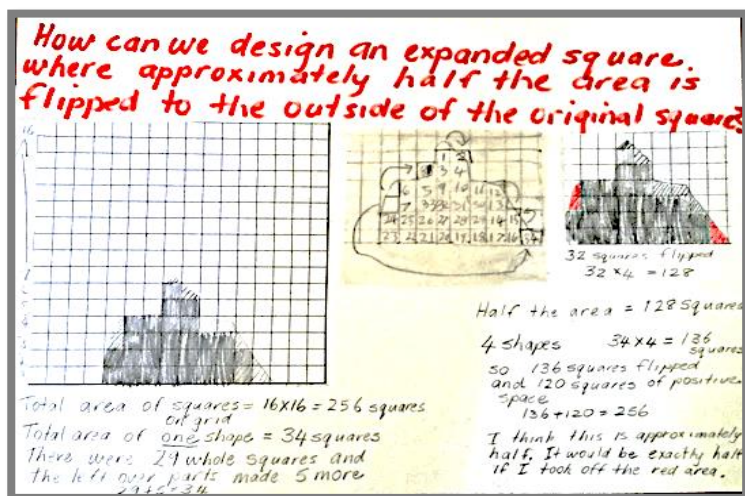 How can we design an expanded square
where approximately half the area is
flipped to the outside of the original square?
16
32 squares flipped
32 x 4 = 128
Half the area = 128 squares
4 shapes 34x4 = 136
squares
so 136 squares flipped
and 120 squares of positive
space
136+120 = 256
I think this is approximately
half. It would be exactly half
if I took off the red area.
Total area of squares = 16x16 = 256 squares
on grid
Total area of one shape = 34 squares
There were 29 whole squares and
the left over parts made 5 more
29+5=34